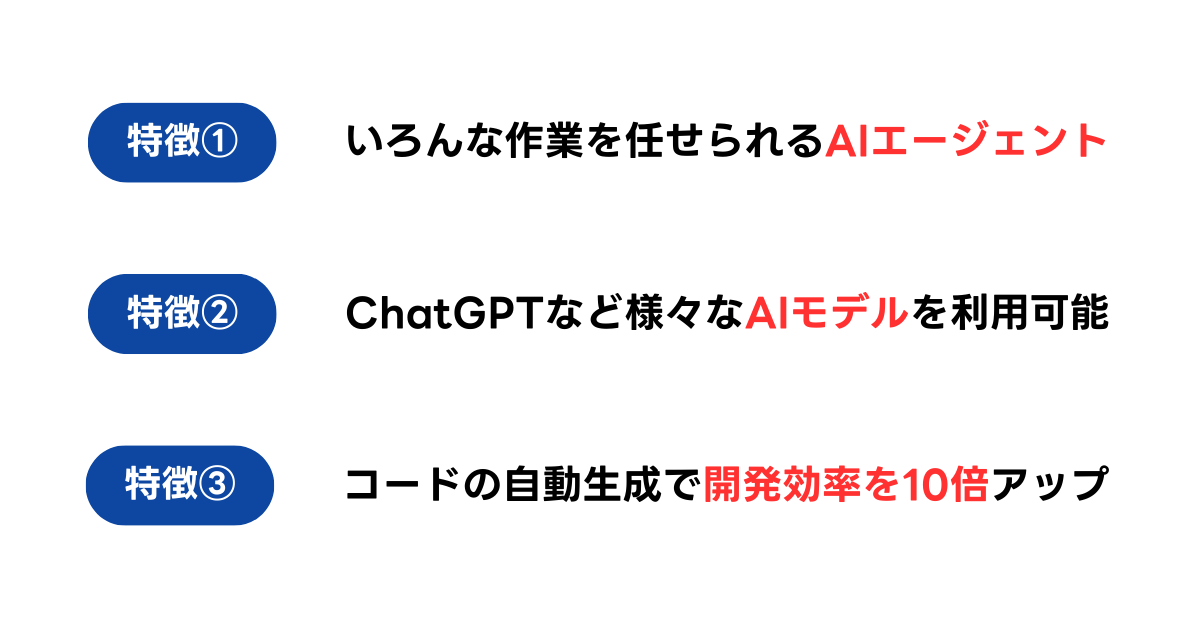 特徴① いろんな作業を任せられるAIエージェント
特徴② ChatGPTなど様々なAIモデルを利用可能
特徴③ コードの自動生成で開発効率を10倍アップ